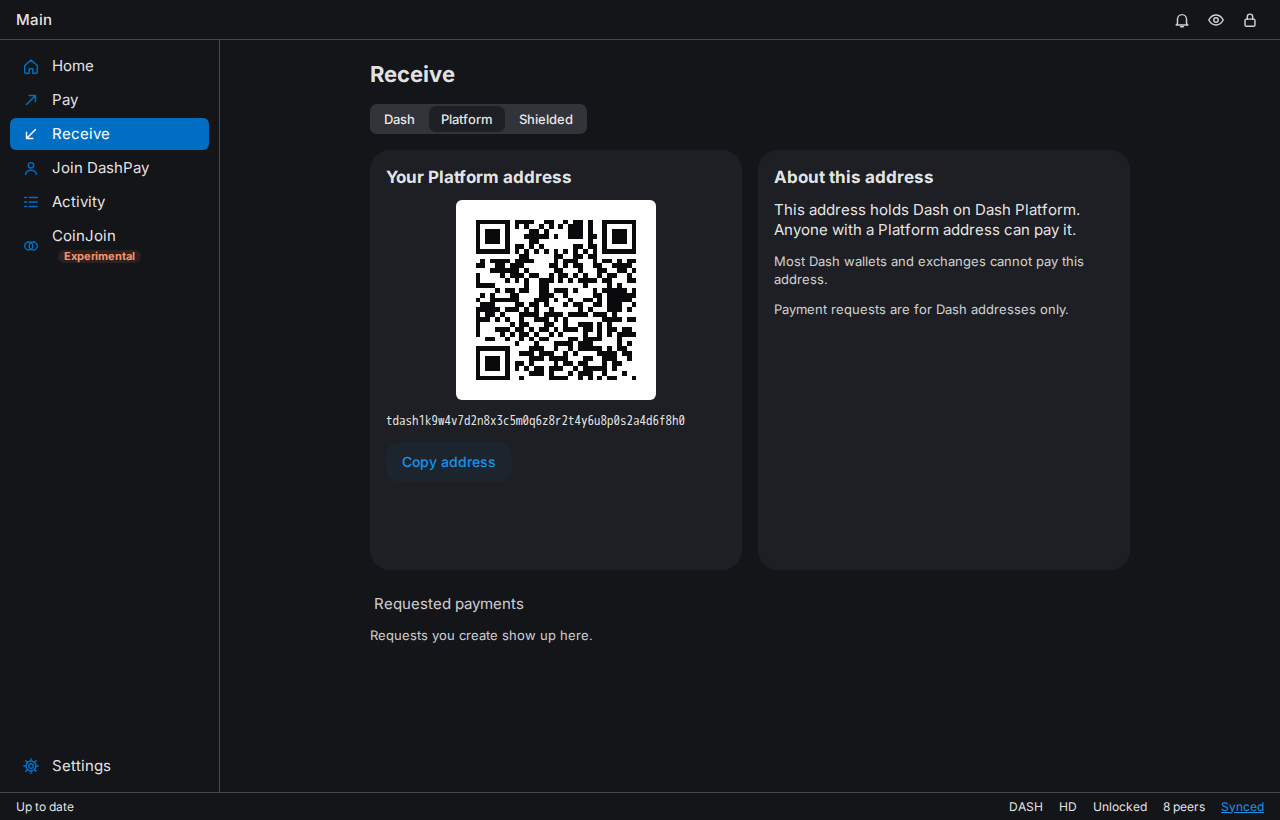 Main
Home
Pay
Receive
Join DashPay
Activity
CoinJoin
Experimental
Settings
Receive
Dash
Platform
Shielded
Your Platform address
tdash1k9w4v7d2n8x3c5m0q6z8r2t4y6u8p0s2a4d6f8h0
Copy address
About this address
This address holds Dash on Dash Platform.
Anyone with a Platform address can pay it.
Most Dash wallets and exchanges cannot pay this
address.
Payment requests are for Dash addresses only.
Requested payments
Requests you create show up here.
Up to date
DASH
HD
Unlocked
8 peers
Synced